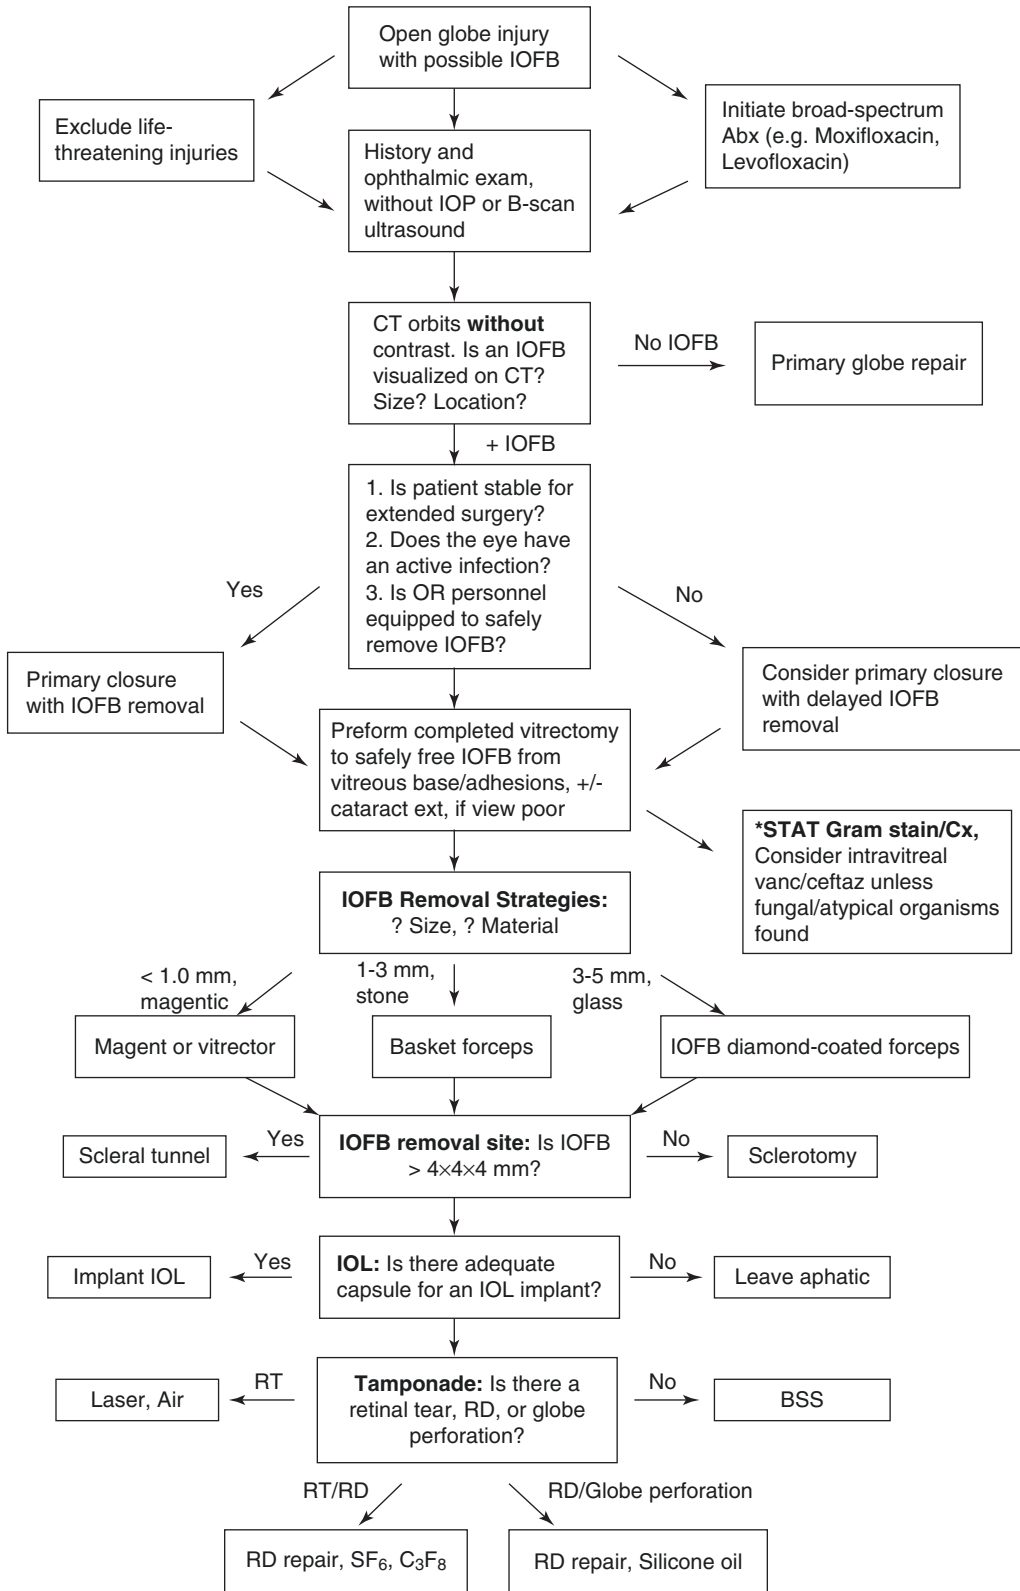 Open globe injury
with possible IOFB
Exclude life-
threatening injuries
Initiate broad-spectrum
Abx (e.g. Moxifloxacin,
Levofloxacin)
History and
ophthalmic exam,
without IOP or B-scan
ultrasound
CT orbits without
contrast. Is an IOFB
visualized on CT?
Size? Location?
No IOFB
Primary globe repair
+ IOFB
1. Is patient stable for
extended surgery?
2. Does the eye have
an active infection?
3. Is OR personnel
equipped to safely
remove IOFB?
Yes
No
Primary closure
with IOFB removal
Consider primary closure
with delayed IOFB
removal
Preform completed vitrectomy
to safely free IOFB from
vitreous base/adhesions, +/-
cataract ext, if view poor
*STAT Gram stain/Cx,
Consider intravitreal
vanc/ceftaz unless
fungal/atypical organisms
found
IOFB Removal Strategies:
? Size, ? Material
< 1.0 mm,
magentic
1-3 mm,
stone
3-5 mm,
glass
Magent or vitrector
Basket forceps
IOFB diamond-coated forceps
IOFB removal site: Is IOFB
> 4×4×4 mm?
Yes
Scleral tunnel
No
Sclerotomy
IOL: Is there adequate
capsule for an IOL implant?
Yes
Implant IOL
No
Leave aphatic
Tamponade: Is there a
retinal tear, RD, or globe
perforation?
RT
Laser, Air
No
BSS
RT/RD
RD/Globe perforation
RD repair, SF₆, C₃F₈
RD repair, Silicone oil